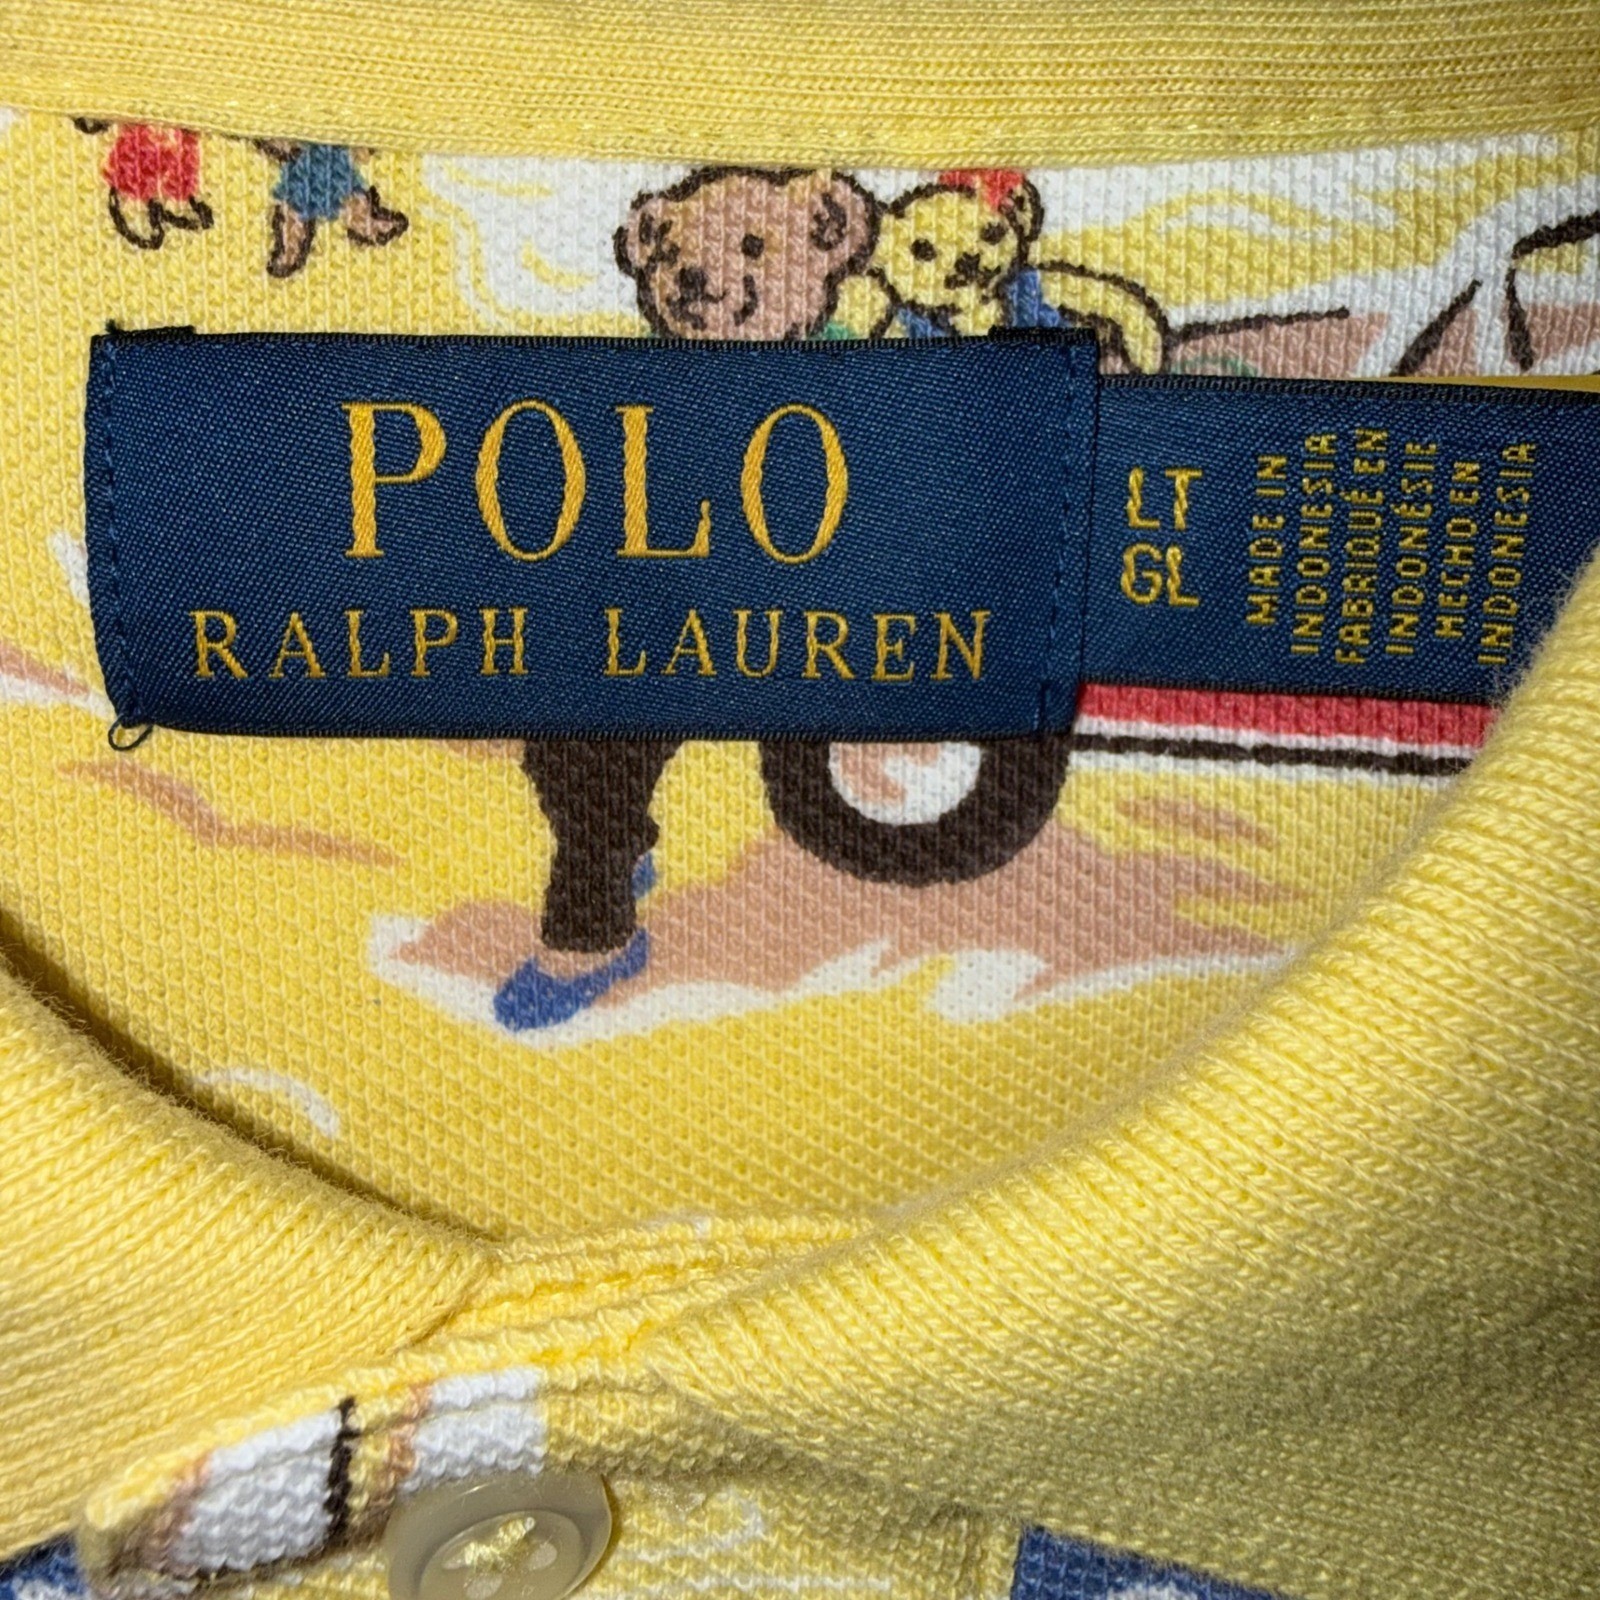 POLO
RALPH LAUREN
LT
GL
MADE IN
INDONESIA
FABRIQUÉ EN
INDONÉSIE
HECHO EN
INDONESIA